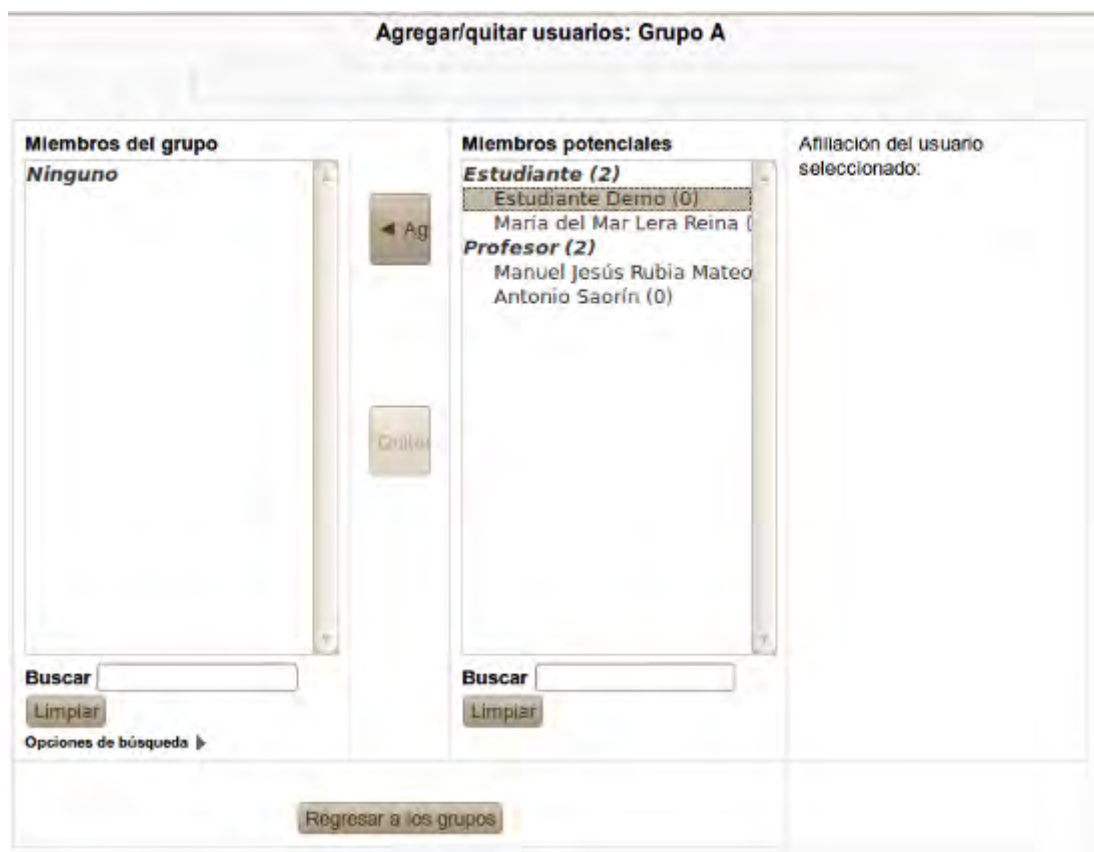 Agregar/quitar usuarios: Grupo A
Miembros del grupo
Ninguno
◄ Ag
Quitar
Miembros potenciales
Estudiante (2)
Estudiante Demo (0)
María del Mar Lera Reina (
Profesor (2)
Manuel Jesús Rubia Mateo
Antonio Saorín (0)
Afiliación del usuario
seleccionado:
Buscar
Limpiar
Opciones de búsqueda
Buscar
Limpiar
Regresar a los grupos